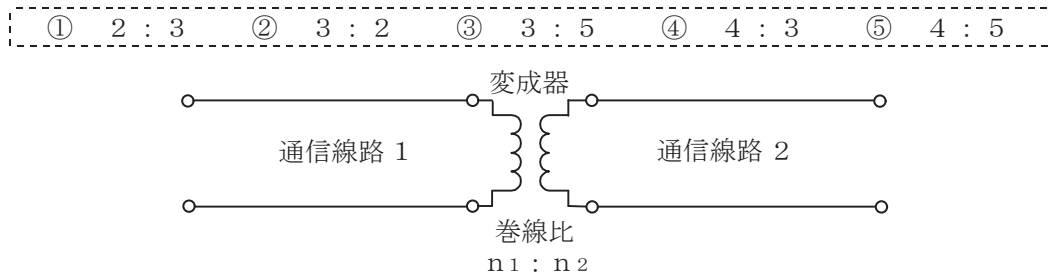 ① 2 : 3 ② 3 : 2 ③ 3 : 5 ④ 4 : 3 ⑤ 4 : 5
変成器
通信線路 1 通信線路 2
巻線比
n1 : n2